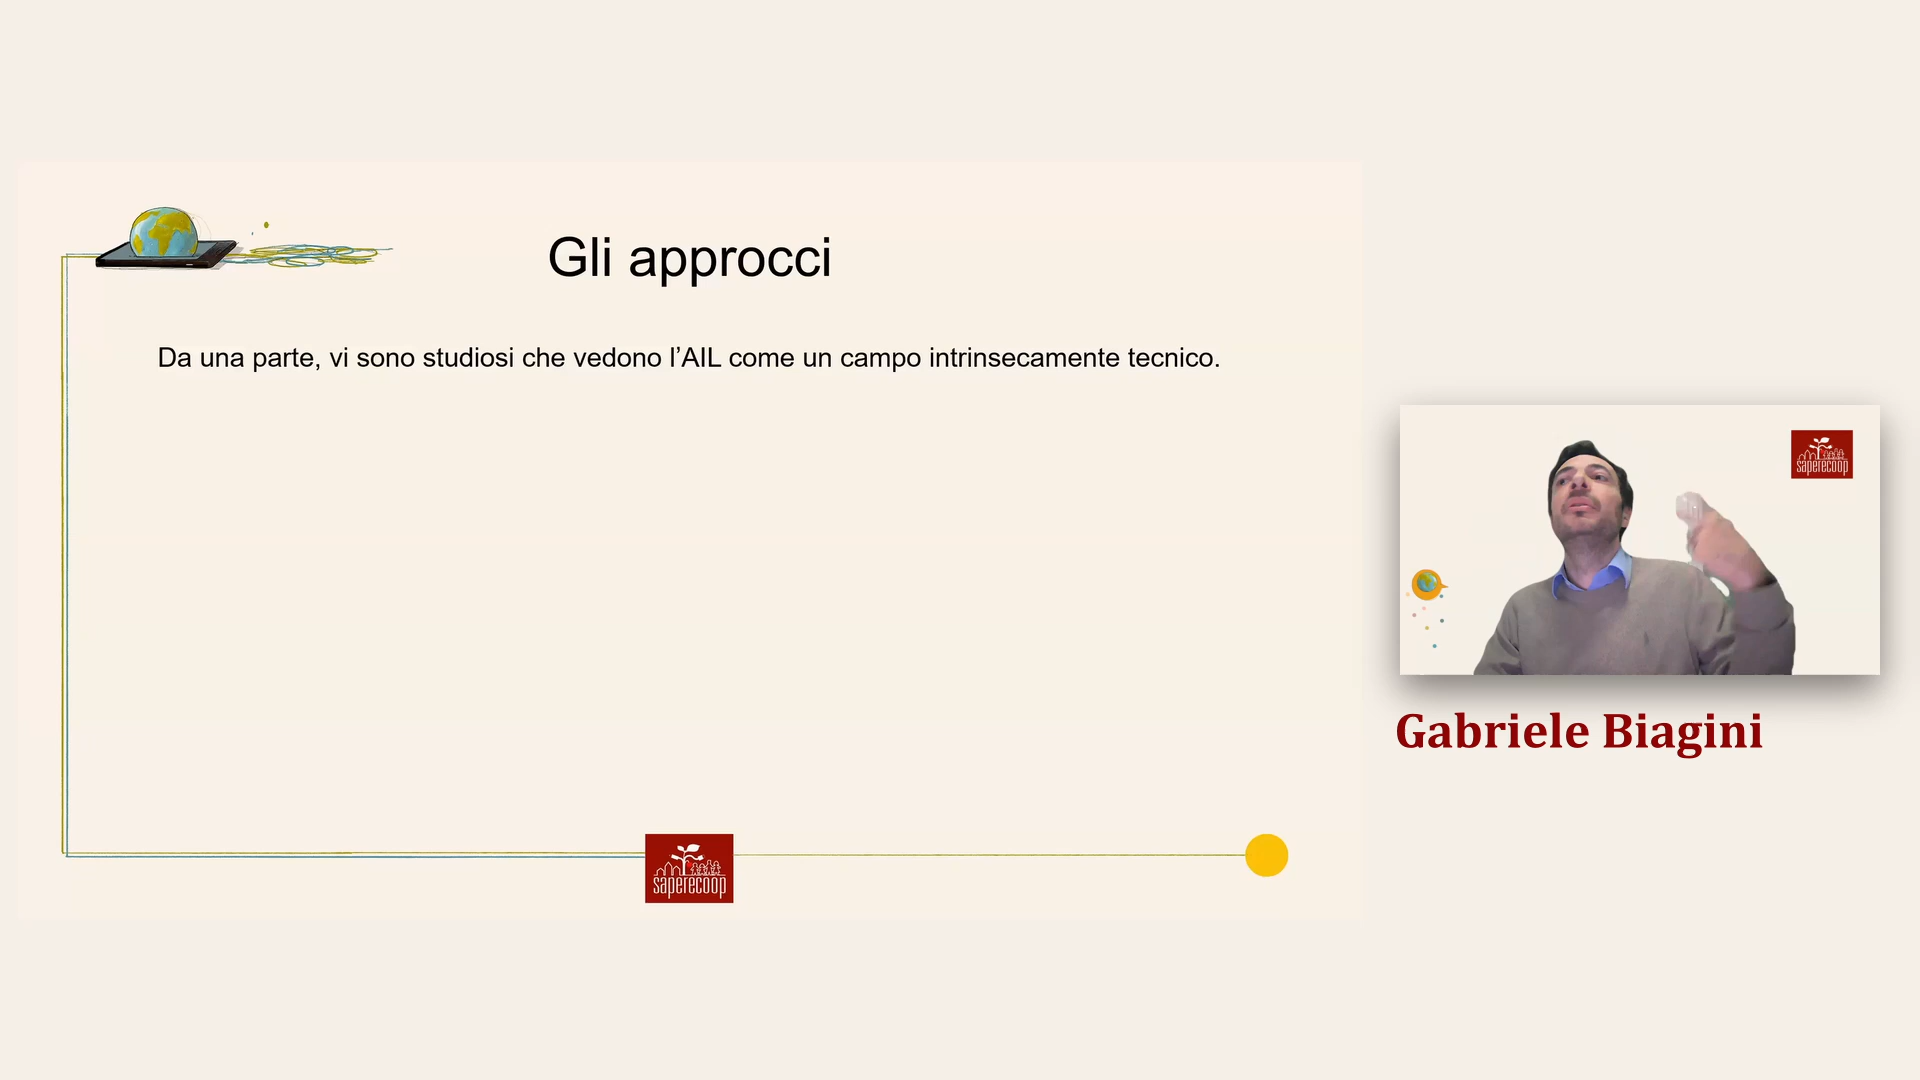 Gli approcci
Da una parte, vi sono studiosi che vedono l’AIL come un campo intrinsecamente tecnico.
saperecoop
saperecoop
Gabriele Biagini